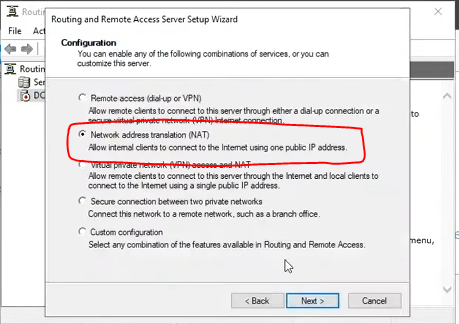 Routing and Remote Access Server Setup Wizard
Routin
File
Act
Routing
Ser
DC
Configuration
You can enable any of the following combinations of services, or you can
customize this server.
Remote access (dial-up or VPN)
Allow remote clients to connect to this server through either a dial-up connection or a
secure virtual private network (VPN) Internet connection.
Network address translation (NAT)
Allow internal clients to connect to the Internet using one public IP address.
Virtual private network (VPN) access and NAT
Allow remote clients to connect to this server through the Internet and local clients to
connect to the Internet using a single public IP address.
Secure connection between two private networks
Connect this network to a remote network, such as a branch office.
Custom configuration
Select any combination of the features available in Routing and Remote Access.
to
menu,
< Back
Next >
Cancel